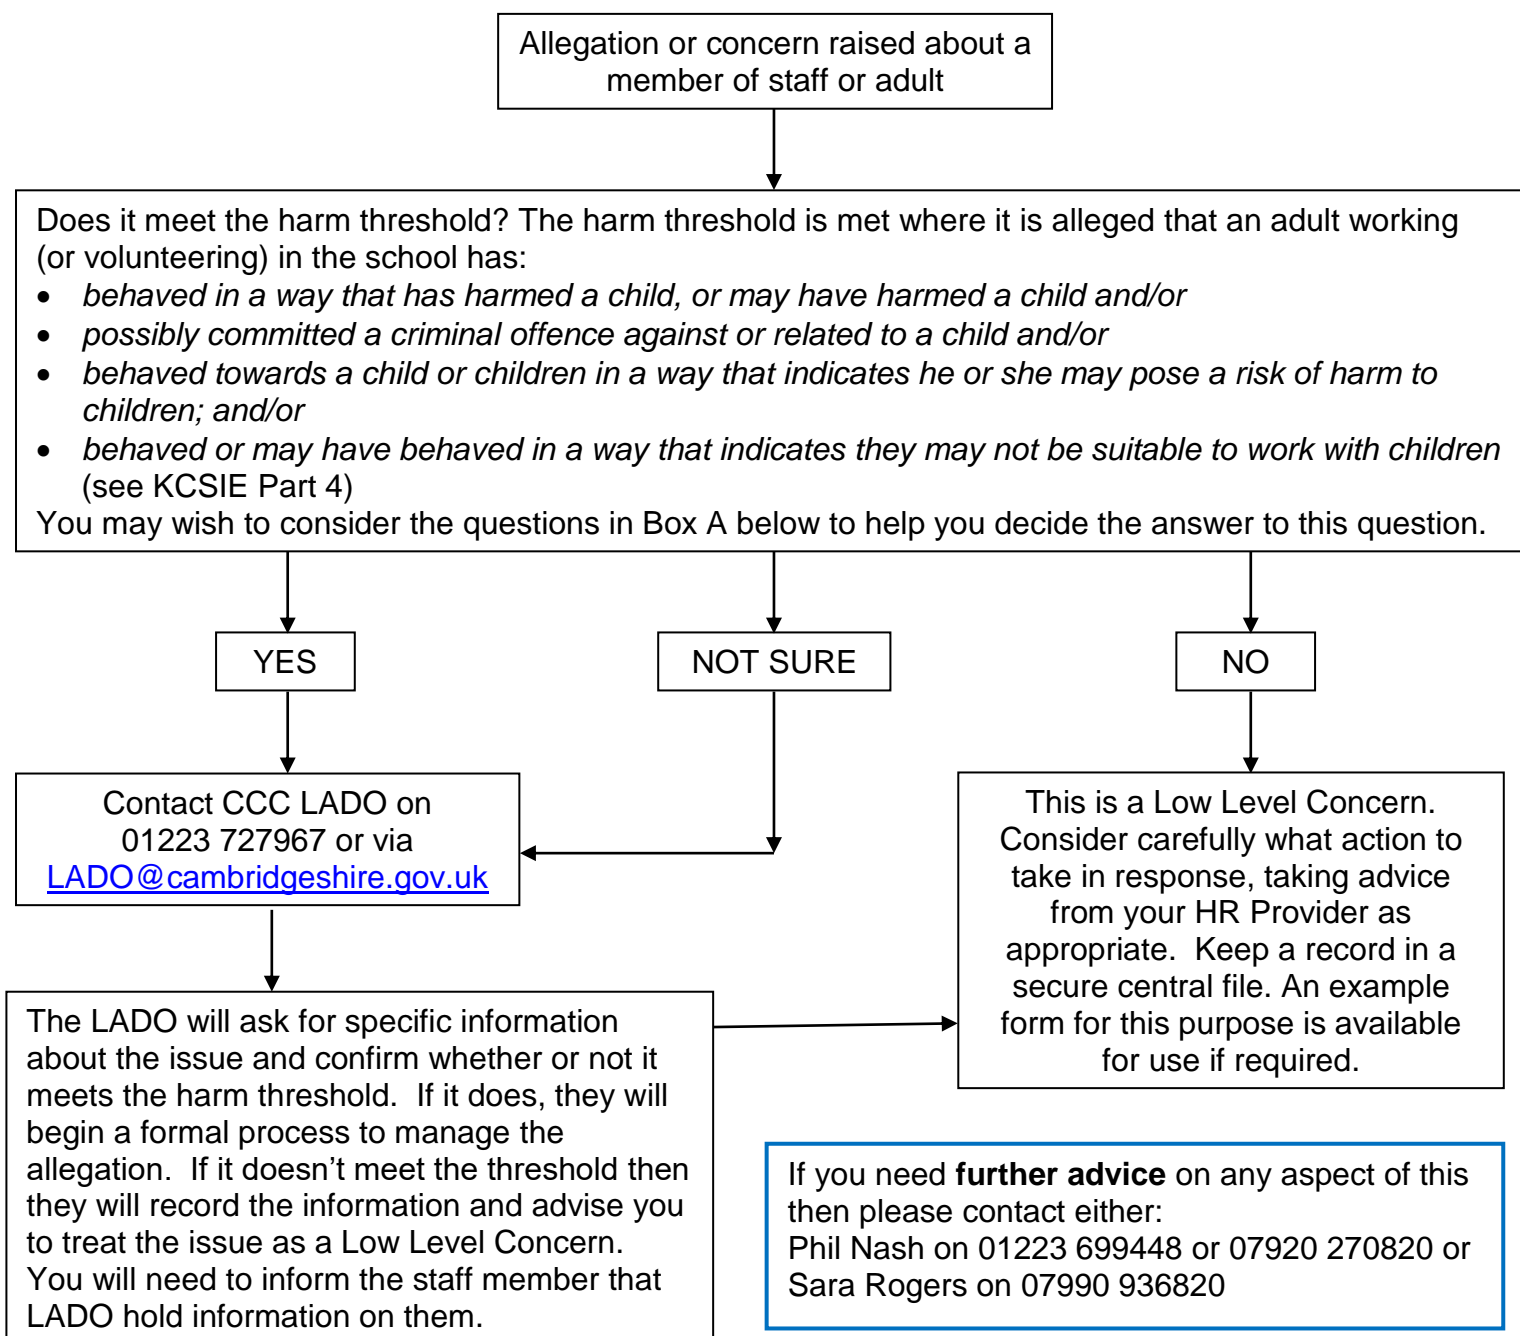 Allegation or concern raised about a
member of staff or adult
Does it meet the harm threshold? The harm threshold is met where it is alleged that an adult working
(or volunteering) in the school has:
• behaved in a way that has harmed a child, or may have harmed a child and/or
• possibly committed a criminal offence against or related to a child and/or
• behaved towards a child or children in a way that indicates he or she may pose a risk of harm to
children; and/or
• behaved or may have behaved in a way that indicates they may not be suitable to work with children
(see KCSIE Part 4)
You may wish to consider the questions in Box A below to help you decide the answer to this question.
YES
NOT SURE
NO
Contact CCC LADO on
01223 727967 or via
LADO@cambridgeshire.gov.uk
This is a Low Level Concern.
Consider carefully what action to
take in response, taking advice
from your HR Provider as
appropriate.  Keep a record in a
secure central file. An example
form for this purpose is available
for use if required.
The LADO will ask for specific information
about the issue and confirm whether or not it
meets the harm threshold.  If it does, they will
begin a formal process to manage the
allegation.  If it doesn’t meet the threshold then
they will record the information and advise you
to treat the issue as a Low Level Concern.
You will need to inform the staff member that
LADO hold information on them.
If you need further advice on any aspect of this
then please contact either:
Phil Nash on 01223 699448 or 07920 270820 or
Sara Rogers on 07990 936820